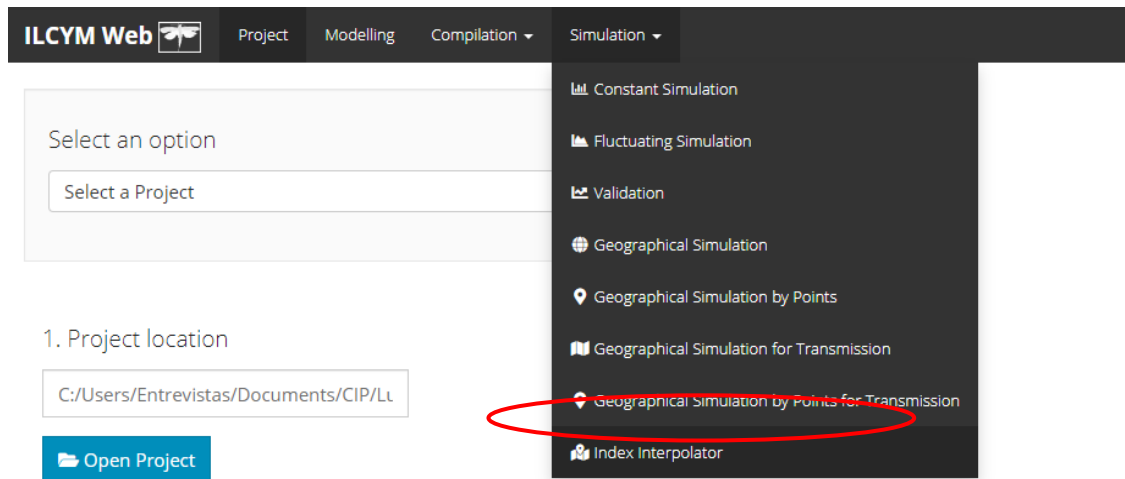 ILCYM Web Project Modelling Compilation Simulation
Constant Simulation
Fluctuating Simulation
Validation
Geographical Simulation
Geographical Simulation by Points
Geographical Simulation for Transmission
Geographical Simulation by Points for Transmission
Index Interpolator
Select an option
Select a Project
1. Project location
C:/Users/Entrevistas/Documents/CIP/Lu
Open Project